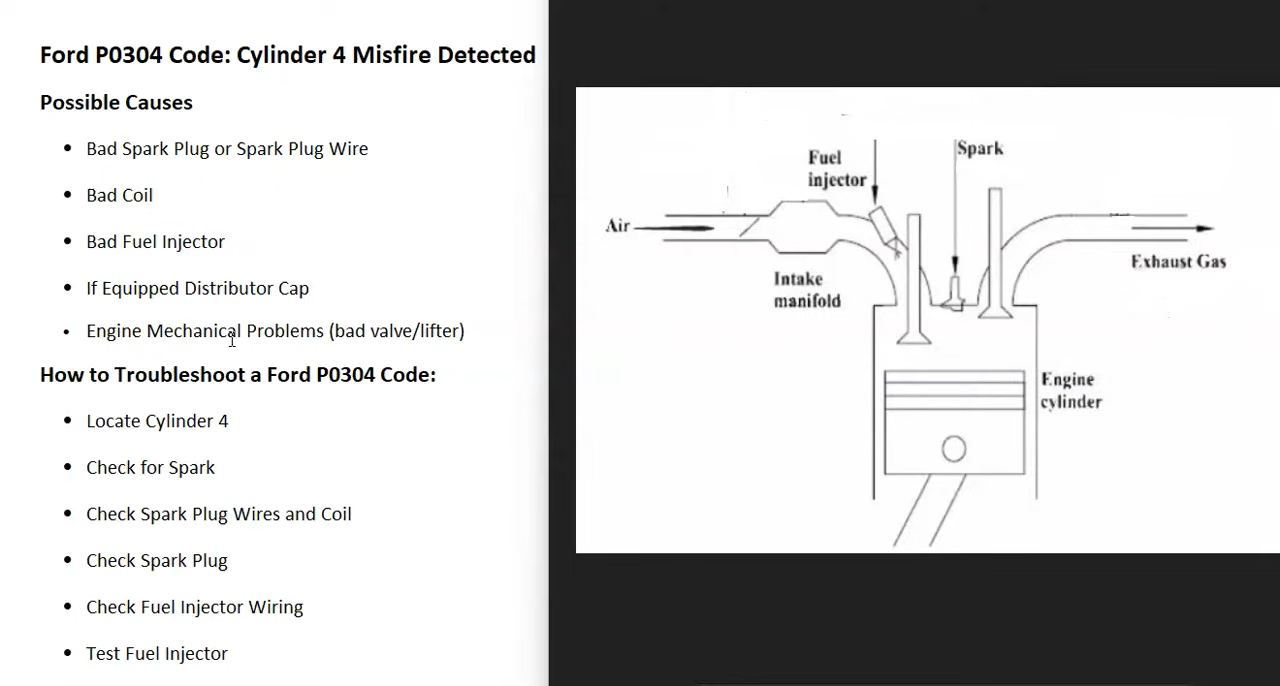 Ford P0304 Code: Cylinder 4 Misfire Detected
Possible Causes
Bad Spark Plug or Spark Plug Wire
Bad Coil
Bad Fuel Injector
If Equipped Distributor Cap
Engine Mechanical Problems (bad valve/lifter)
How to Troubleshoot a Ford P0304 Code:
Locate Cylinder 4
Check for Spark
Check Spark Plug Wires and Coil
Check Spark Plug
Check Fuel Injector Wiring
Test Fuel Injector
Fuel
injector
Spark
Air
Intake
manifold
Exhaust Gas
Engine
cylinder